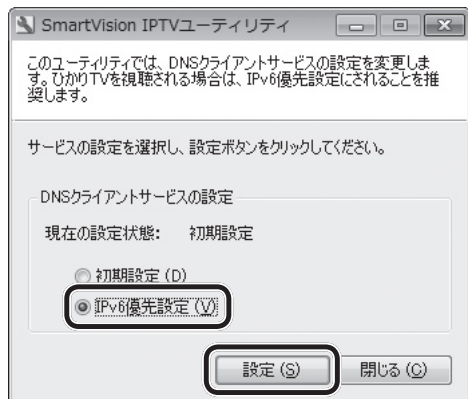 SmartVision IPTVユーティリティ
このユーティリティでは、DNSクライアントサービスの設定を変更しま
す。ひかりTVを視聴される場合は、IPv6優先設定にされることを推
奨します。
サービスの設定を選択し、設定ボタンをクリックしてください。
DNSクライアントサービスの設定
現在の設定状態: 初期設定
初期設定 (D)
IPv6優先設定 (V)
設定 (S) 閉じる (C)